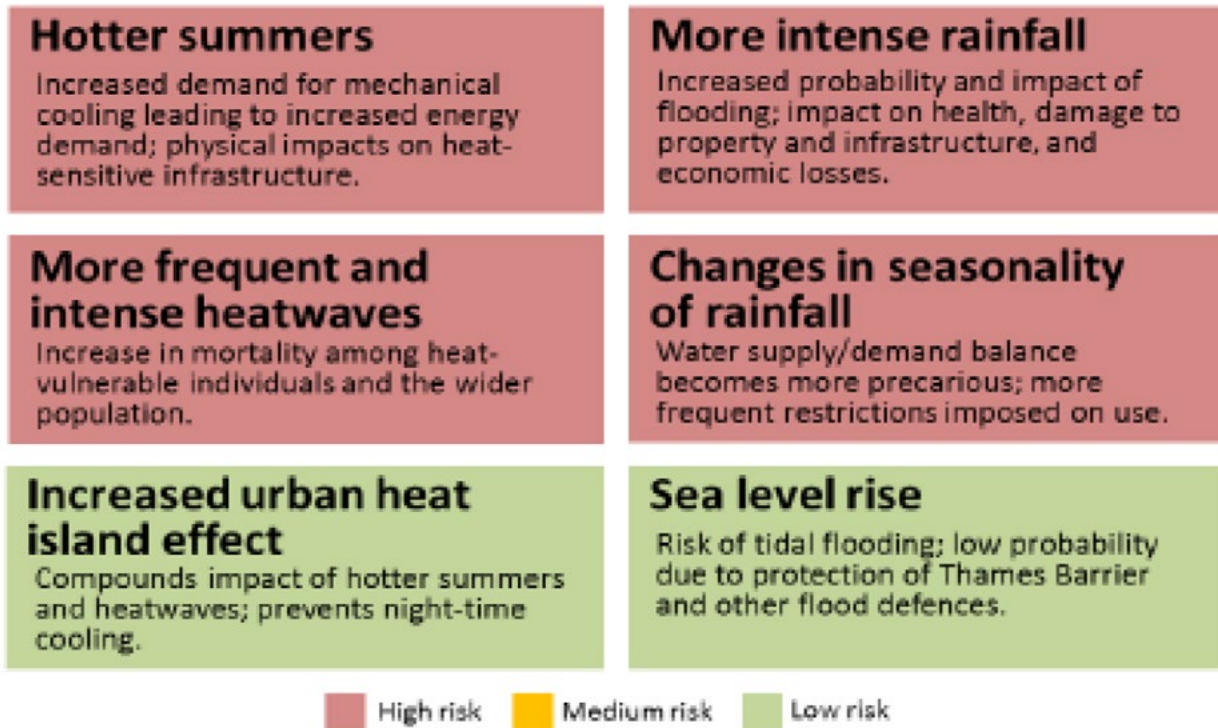 Hotter summers
Increased demand for mechanical
cooling leading to increased energy
demand; physical impacts on heat-
sensitive infrastructure.
More intense rainfall
Increased probability and impact of
flooding; impact on health, damage to
property and infrastructure, and
economic losses.
More frequent and
intense heatwaves
Increase in mortality among heat-
vulnerable individuals and the wider
population.
Changes in seasonality
of rainfall
Water supply/demand balance
becomes more precarious; more
frequent restrictions imposed on use.
Increased urban heat
island effect
Compounds impact of hotter summers
and heatwaves; prevents night-time
cooling.
Sea level rise
Risk of tidal flooding; low probability
due to protection of Thames Barrier
and other flood defences.
High risk
Medium risk
Low risk